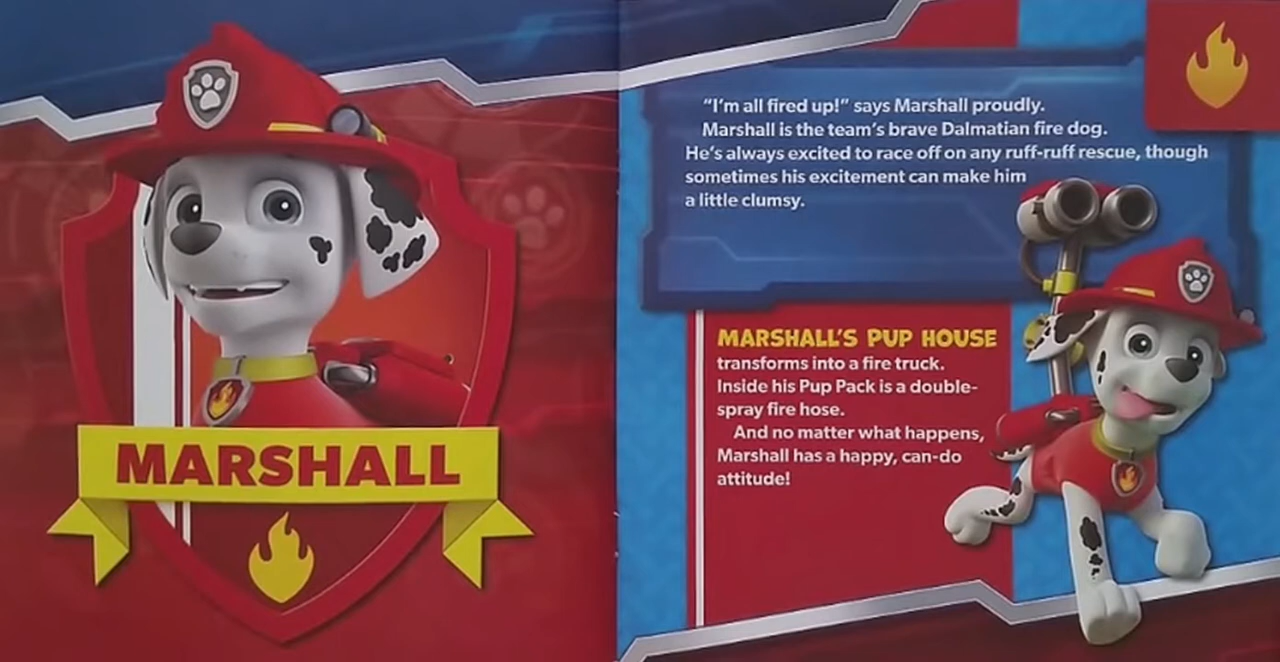 MARSHALL
“I’m all fired up!” says Marshall proudly.
Marshall is the team’s brave Dalmatian fire dog.
He’s always excited to race off on any ruff-ruff rescue, though
sometimes his excitement can make him
a little clumsy.
MARSHALL’S PUP HOUSE
transforms into a fire truck.
Inside his Pup Pack is a double-
spray fire hose.
And no matter what happens,
Marshall has a happy, can-do
attitude!